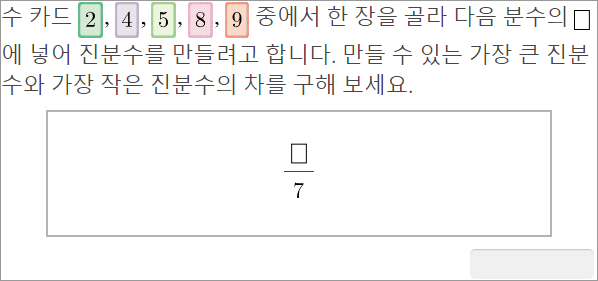 수 카드 2, 4, 5, 8, 9 중에서 한 장을 골라 다음 분수의 □
에 넣어 진분수를 만들려고 합니다. 만들 수 있는 가장 큰 진분
수와 가장 작은 진분수의 차를 구해 보세요.
□
7